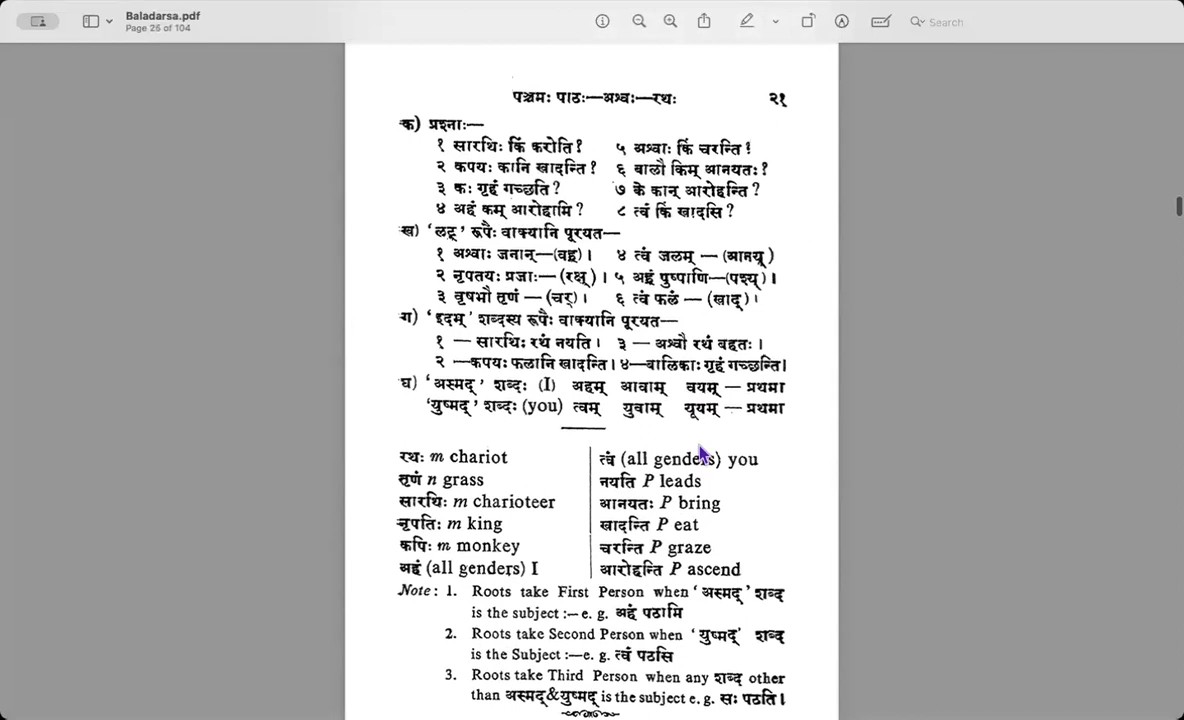 Baladarsa.pdf
Page 25 of 104
Search
पञ्चमः पाठः—अश्वः—रथः २१
क) प्रश्नाः—
१ सारथिः किं करोति? ५ अश्वाः किं चरन्ति?
२ कपयः कानि खादन्ति? ६ बालौ किम् आनयतः?
३ कः गृहं गच्छति? ७ के कान् आरोहन्ति?
४ अहं कम् आरोहामि? ८ त्वं किं खादसि?
ख) 'लट्' रूपैः वाक्यानि पूरयत—
१ अश्वाः जनान्—(वह्)। ४ त्वं जलम् — (आनय्)
२ नृपतयः प्रजाः—(रक्ष्)। ५ अहं पुष्पाणि—(पश्य्)।
३ वृषभौ तृणं — (चर्)। ६ त्वं फलं — (खाद्)।
ग) 'इदम्' शब्दस्य रूपैः वाक्यानि पूरयत—
१ — सारथिः रथं नयति। ३ — अश्वौ रथं वहतः।
२ —कपयः फलानि खादन्ति। ४—बालिकाः गृहं गच्छन्ति।
घ) 'अस्मद्' शब्दः (I) अहम् आवाम् वयम् — प्रथमा
'युष्मद्' शब्दः (you) त्वम् युवाम् यूयम् — प्रथमा
रथः m chariot
तृणं n grass
सारथिः m charioteer
नृपतिः m king
कपिः m monkey
अहं (all genders) I
त्वं (all genders) you
नयति P leads
आनयतः P bring
खादन्ति P eat
चरन्ति P graze
आरोहन्ति P ascend
Note: 1. Roots take First Person when 'अस्मद्' शब्द
is the subject :— e. g. अहं पठामि
2. Roots take Second Person when 'युष्मद्' शब्द
is the Subject :—e. g. त्वं पठसि
3. Roots take Third Person when any शब्द other
than अस्मद्&युष्मद् is the subject e. g. सः पठति।